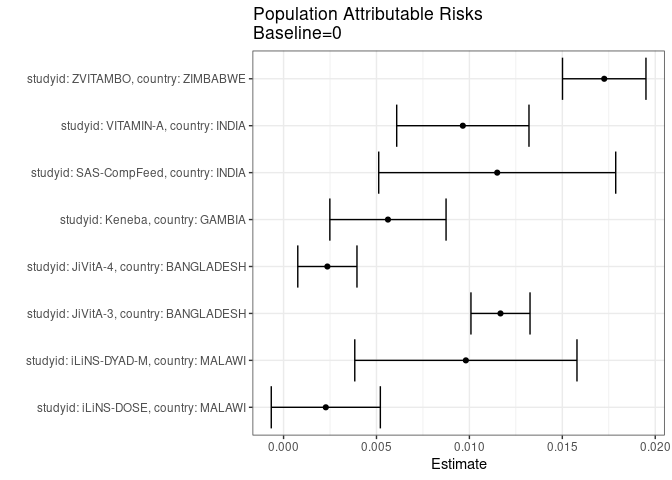 Population Attributable Risks
Baseline=0
studyid: ZVITAMBO, country: ZIMBABWE
studyid: VITAMIN-A, country: INDIA
studyid: SAS-CompFeed, country: INDIA
studyid: Keneba, country: GAMBIA
studyid: JiVitA-4, country: BANGLADESH
studyid: JiVitA-3, country: BANGLADESH
studyid: iLiNS-DYAD-M, country: MALAWI
studyid: iLiNS-DOSE, country: MALAWI
0.000 0.005 0.010 0.015 0.020
Estimate